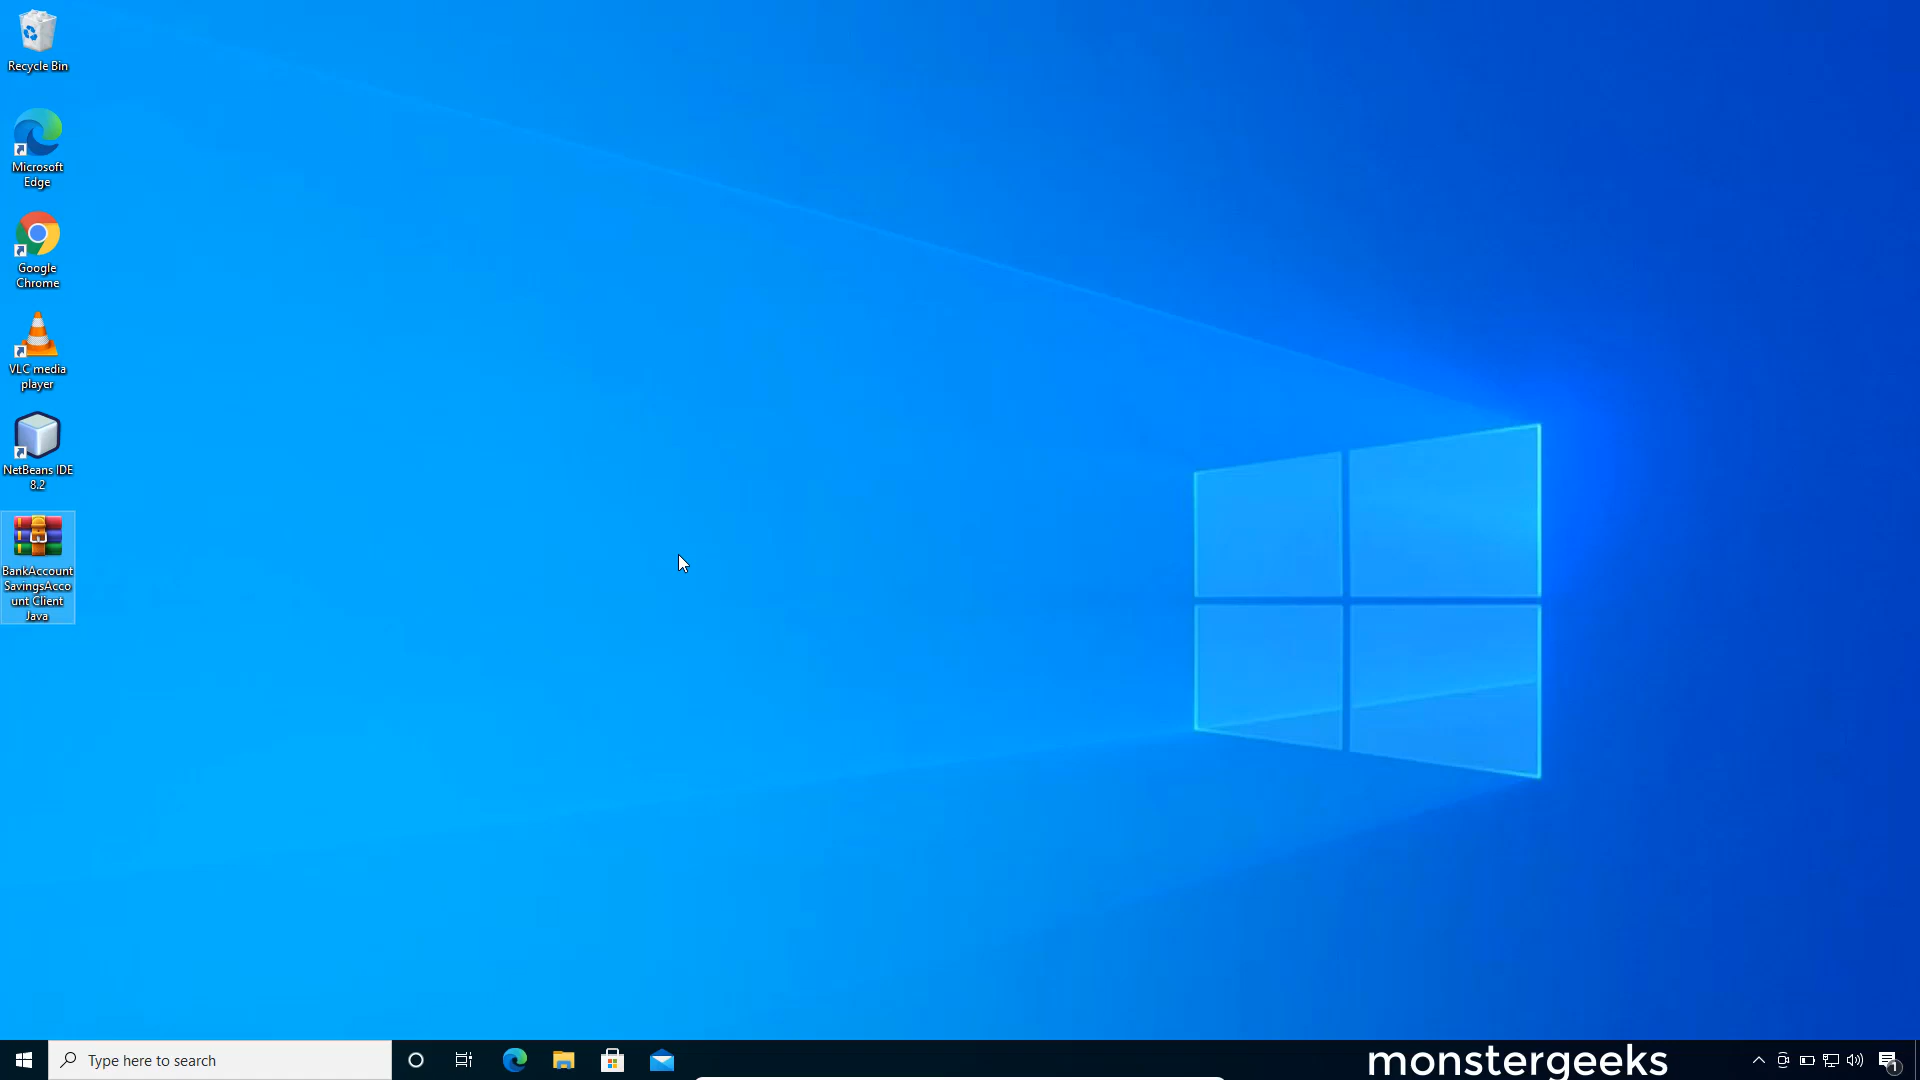 Recycle Bin
Microsoft
Edge
Google
Chrome
VLC media
player
NetBeans IDE
8.2
BankAccount
SavingsAcco
unt Client
Java
Type here to search
monstergeeks
1